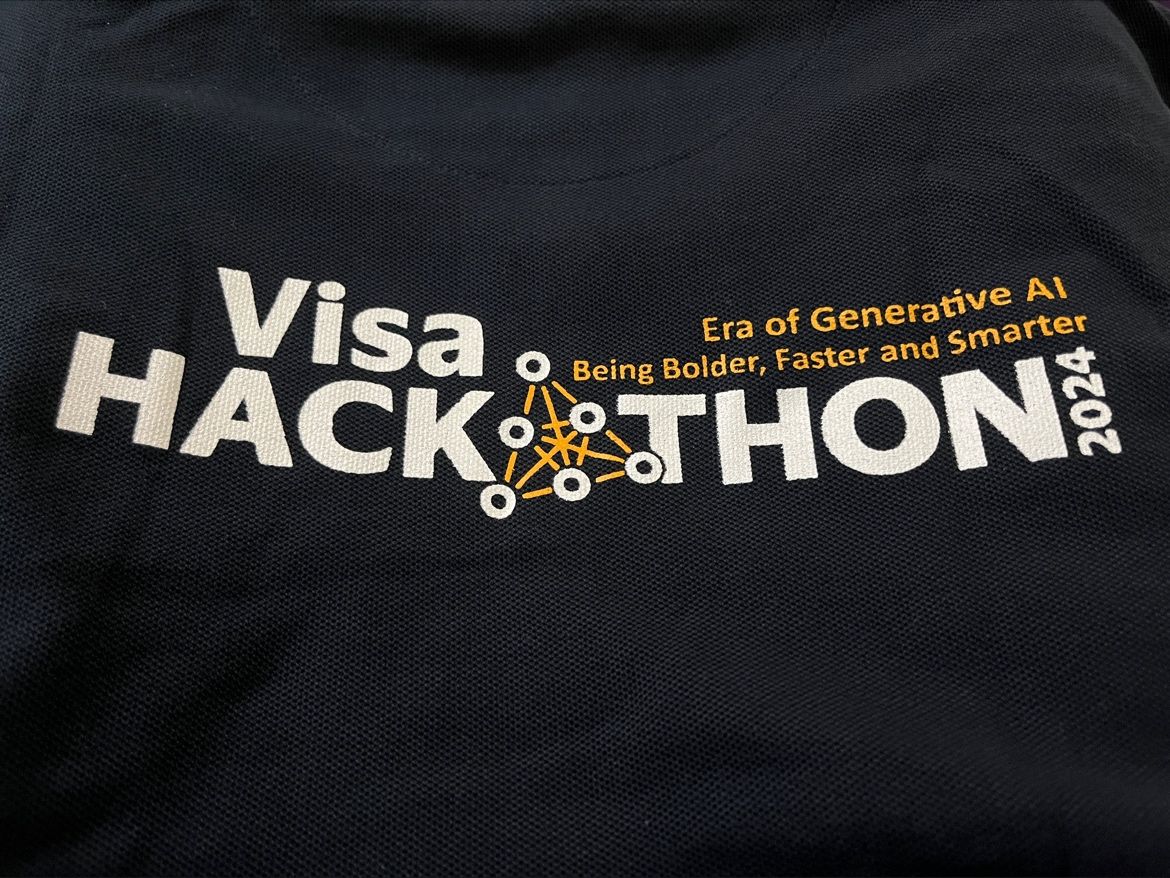 Visa
Era of Generative AI
Being Bolder, Faster and Smarter
HACKATHON
2024